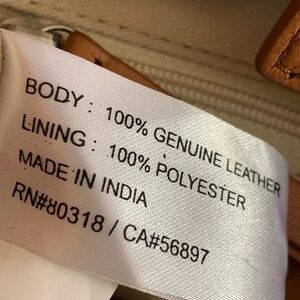 BODY : 100% GENUINE LEATHER
LINING : 100% POLYESTER
MADE IN INDIA
RN#80318 / CA#56897